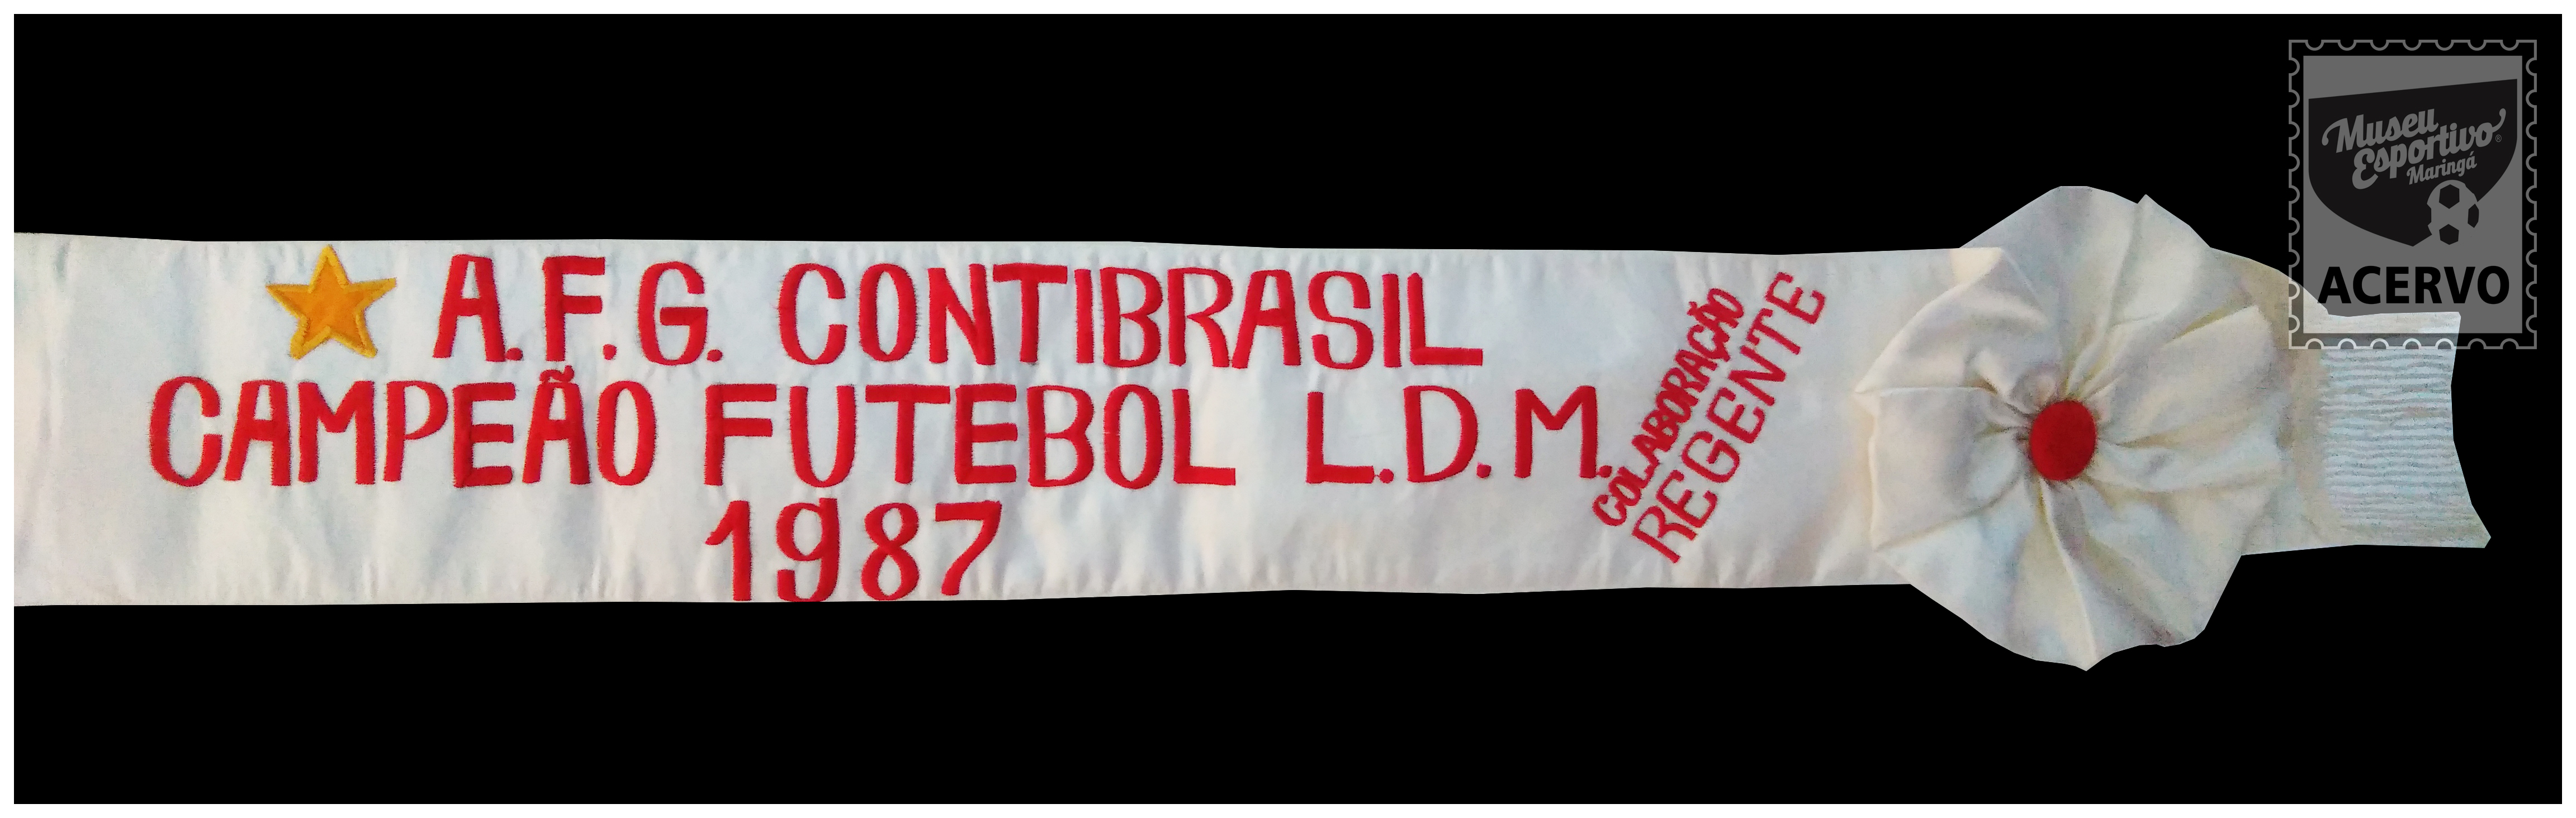 A.F.G. CONTIBRASIL
CAMPEÃO FUTEBOL L.D.M.
1987
COLABORAÇÃO
REGENTE
Museu
Esportivo®
Maringá
ACERVO